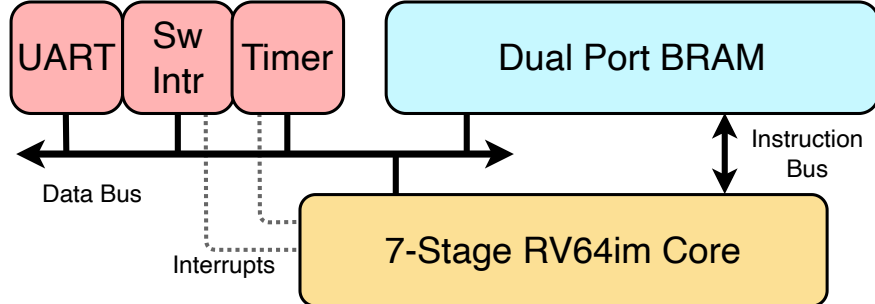 UART
Sw
Intr
Timer
Dual Port BRAM
Instruction
Bus
Data Bus
Interrupts
7-Stage RV64im Core